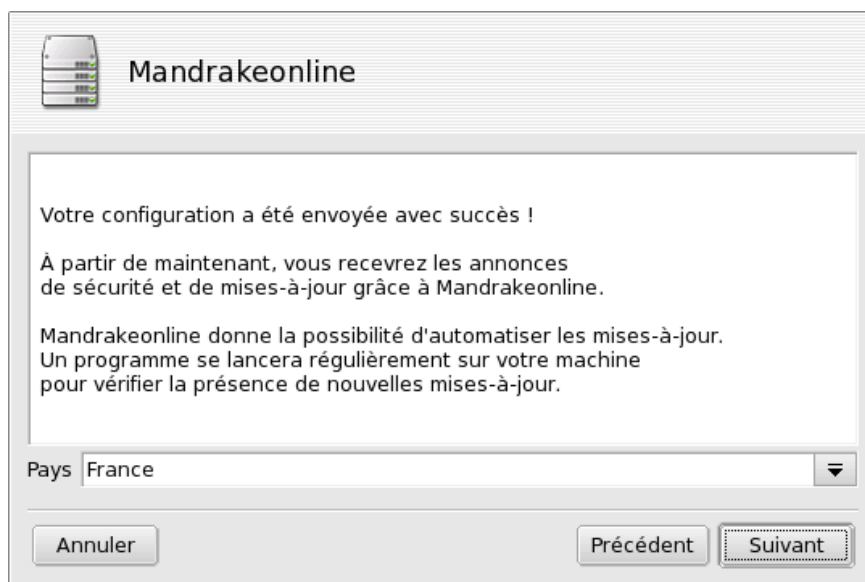 Mandrakeonline
Votre configuration a été envoyée avec succès !
À partir de maintenant, vous recevrez les annonces
de sécurité et de mises-à-jour grâce à Mandrakeonline.
Mandrakeonline donne la possibilité d'automatiser les mises-à-jour.
Un programme se lancera régulièrement sur votre machine
pour vérifier la présence de nouvelles mises-à-jour.
Pays France
Annuler Précédent Suivant